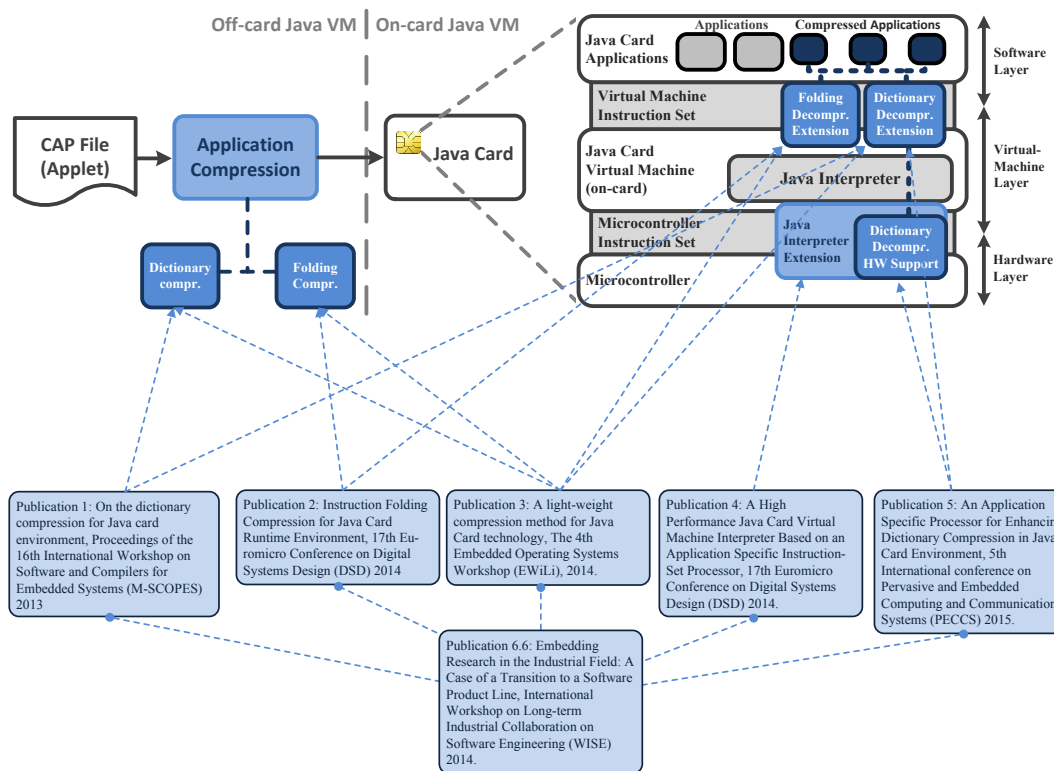 Off-card Java VM
On-card Java VM
CAP File
(Applet)
Application
Compression
Java Card
Dictionary
compr.
Folding
Compr.
Java Card
Applications
Applications
Compressed Applications
Virtual Machine
Instruction Set
Folding
Decompr.
Extension
Dictionary
Decompr.
Extension
Java Card
Virtual Machine
(on-card)
Java Interpreter
Microcontroller
Instruction Set
Java
Interpreter
Extension
Dictionary
Decompr.
HW Support
Microcontroller
Software
Layer
Virtual-
Machine
Layer
Hardware
Layer
Publication 1: On the dictionary
compression for Java card
environment, Proceedings of the
16th International Workshop on
Software and Compilers for
Embedded Systems (M-SCOPES)
2013
Publication 2: Instruction Folding
Compression for Java Card
Runtime Environment, 17th Eu-
romicro Conference on Digital
Systems Design (DSD) 2014
Publication 3: A light-weight
compression method for Java
Card technology, The 4th
Embedded Operating Systems
Workshop (EWiLi), 2014.
Publication 4: A High
Performance Java Card Virtual
Machine Interpreter Based on an
Application Specific Instruction-
Set Processor, 17th Euromicro
Conference on Digital Systems
Design (DSD) 2014.
Publication 5: An Application
Specific Processor for Enhancing
Dictionary Compression in Java
Card Environment, 5th
International conference on
Pervasive and Embedded
Computing and Communication
Systems (PECCS) 2015.
Publication 6.6: Embedding
Research in the Industrial Field: A
Case of a Transition to a Software
Product Line, International
Workshop on Long-term
Industrial Collaboration on
Software Engineering (WISE)
2014.